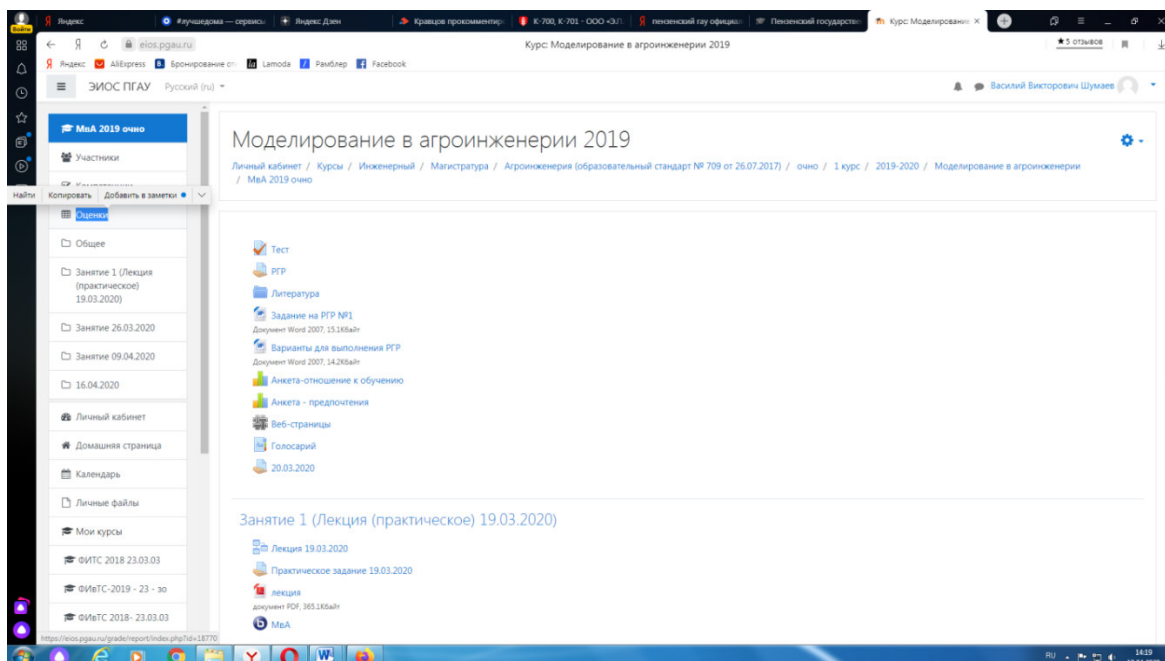 Войти
Яндекс
#лучшедома — сервисы
Яндекс Дзен
Кравцов прокомментир
К-700, К-701 - ООО «Э.Л.
пензенский гау официал
Пензенский государстве
Курс: Моделирование
eios.pgau.ru
Курс: Моделирование в агроинженерии 2019
★ 5 отзывов
Яндекс
AliExpress
Бронирование от
Lamoda
Рамблер
Facebook
ЭИОС ПГАУ
Русский (ru)
Василий Викторович Шумаев
МвА 2019 очно
Участники
Найти
Копировать
Добавить в заметки
Оценки
Общее
Занятие 1 (Лекция
(практическое)
19.03.2020)
Занятие 26.03.2020
Занятие 09.04.2020
16.04.2020
Личный кабинет
Домашняя страница
Календарь
Личные файлы
Мои курсы
ФИТС 2018 23.03.03
ФИвТС-2019 - 23 - зо
ФИвТС 2018- 23.03.03
https://eios.pgau.ru/grade/report/index.php?id=18770
Моделирование в агроинженерии 2019
Личный кабинет / Курсы / Инженерный / Магистратура / Агроинженерия (образовательный стандарт № 709 от 26.07.2017) / очно / 1 курс / 2019-2020 / Моделирование в агроинженерии
/ МвА 2019 очно
Тест
РГР
Литература
Задание на РГР №1
Документ Word 2007, 15.1Кбайт
Варианты для выполнения РГР
Документ Word 2007, 14.2Кбайт
Анкета-отношение к обучению
Анкета - предпочтения
Веб-страницы
Голосарий
20.03.2020
Занятие 1 (Лекция (практическое) 19.03.2020)
Лекция 19.03.2020
Практическое задание 19.03.2020
лекция
документ PDF, 365.1Кбайт
МвА
RU
14:19